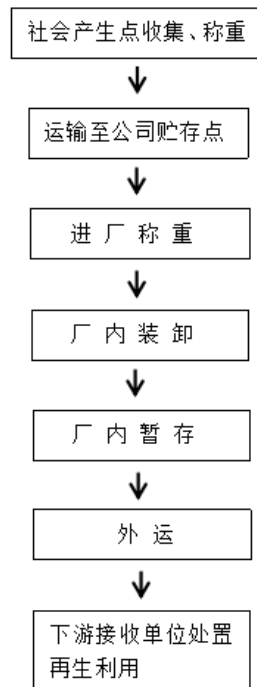 社会产生点收集、称重
运输至公司贮存点
进厂称重
厂内装卸
厂内暂存
外运
下游接收单位处置
再生利用